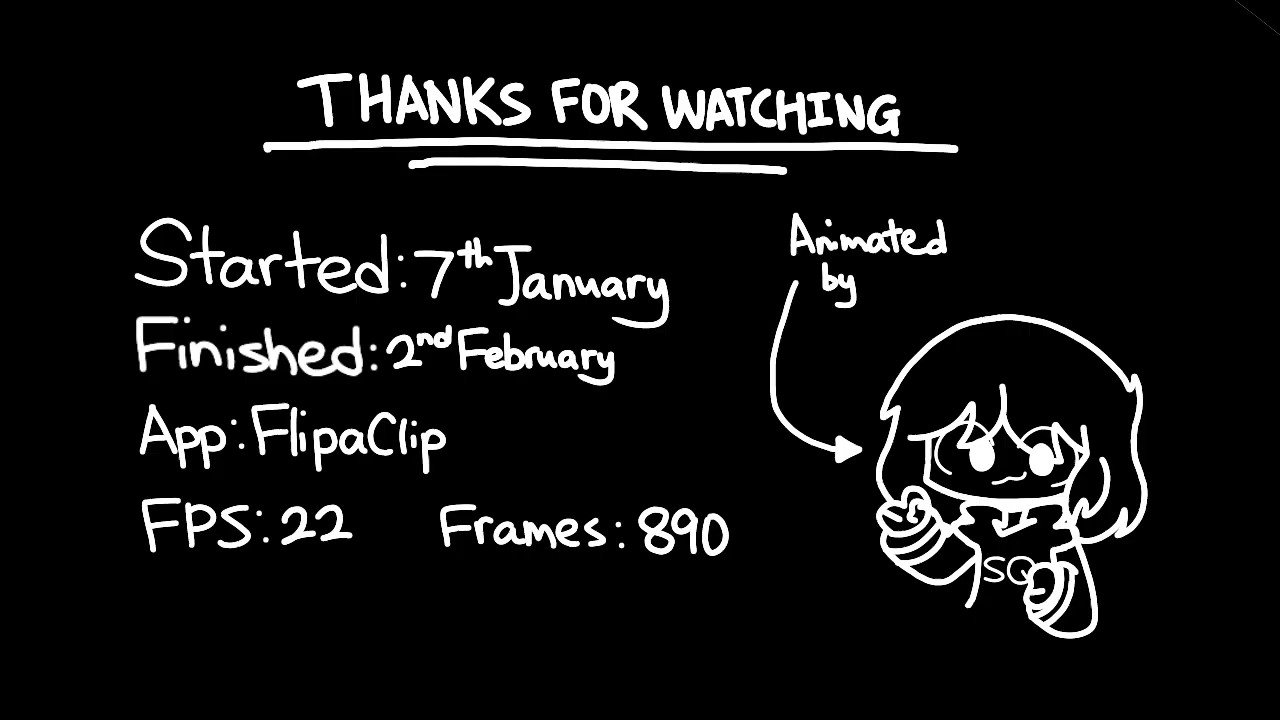 THANKS FOR WATCHING
Started: 7th January
Finished: 2nd February
App: FlipaClip
FPS: 22 Frames: 890
Animated
by
SQ